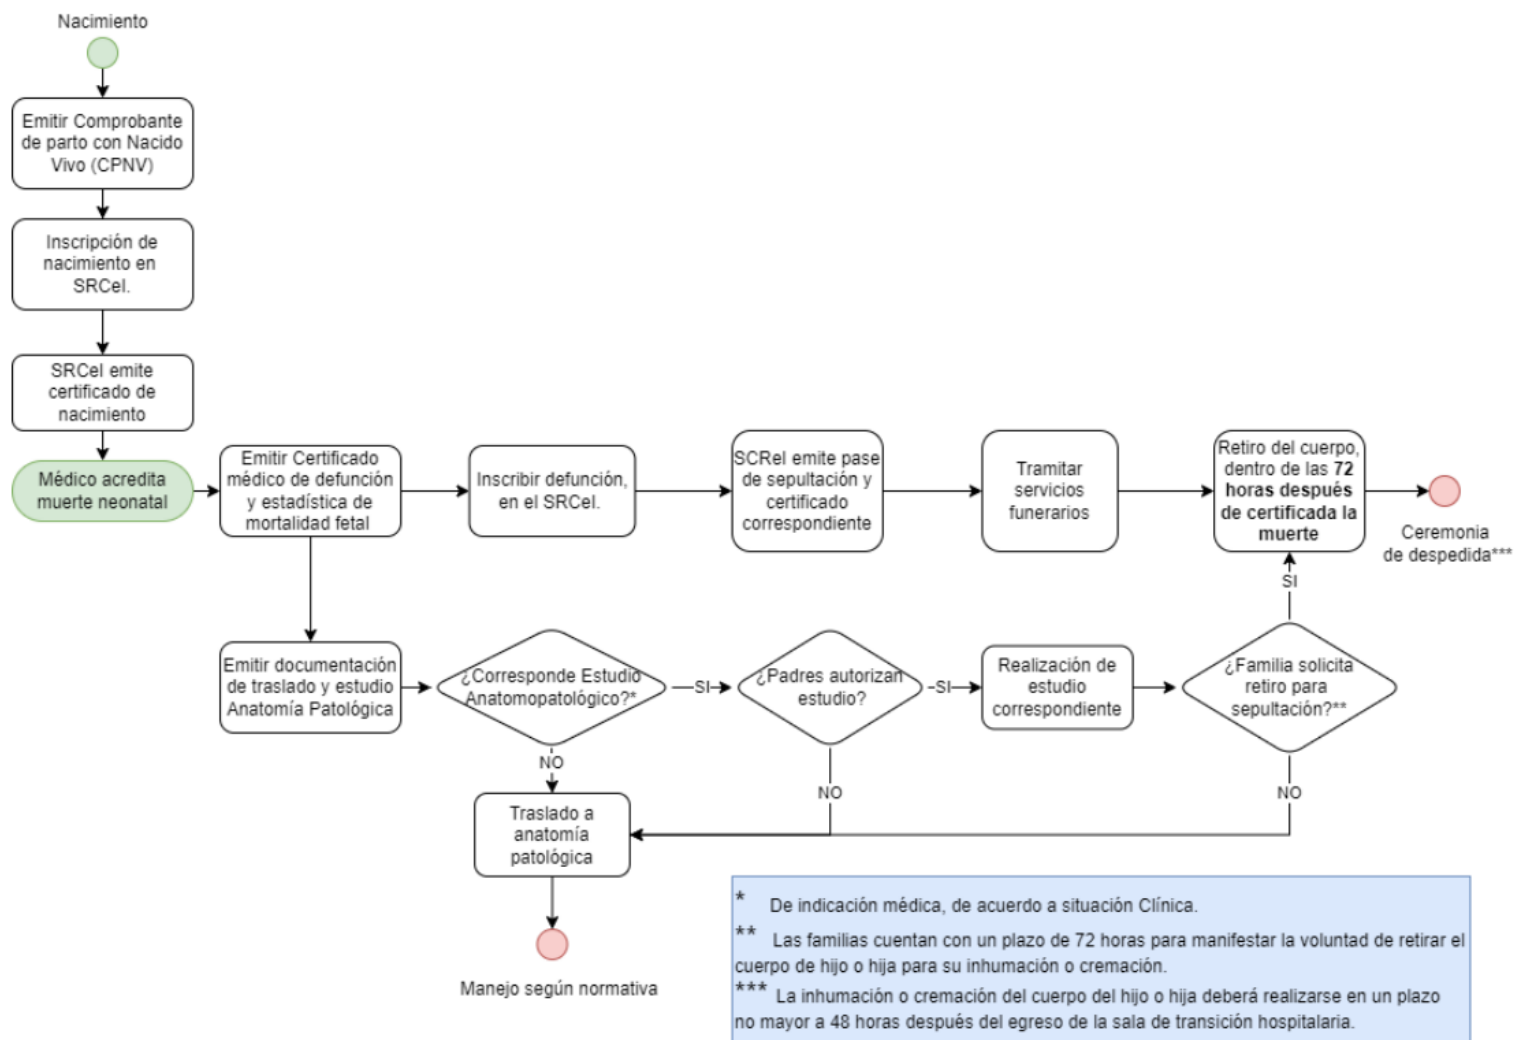 Nacimiento
Emitir Comprobante
de parto con Nacido
Vivo (CPNV)
Inscripción de
nacimiento en
SRCeI.
SRCeI emite
certificado de
nacimiento
Médico acredita
muerte neonatal
Emitir Certificado
médico de defunción
y estadística de
mortalidad fetal
Inscribir defunción,
en el SRCeI.
SCReI emite pase
de sepultación y
certificado
correspondiente
Tramitar
servicios
funerarios
Retiro del cuerpo,
dentro de las 72
horas después
de certificada la
muerte
Ceremonia
de despedida***
SI
Emitir documentación
de traslado y estudio
Anatomía Patológica
¿Corresponde Estudio
Anatomopatológico?*
SI
¿Padres autorizan
estudio?
SI
Realización de
estudio
correspondiente
¿Familia solicita
retiro para
sepultación?**
NO
NO
NO
Traslado a
anatomía
patológica
Manejo según normativa
* De indicación médica, de acuerdo a situación Clínica.
** Las familias cuentan con un plazo de 72 horas para manifestar la voluntad de retirar el
cuerpo de hijo o hija para su inhumación o cremación.
*** La inhumación o cremación del cuerpo del hijo o hija deberá realizarse en un plazo
no mayor a 48 horas después del egreso de la sala de transición hospitalaria.